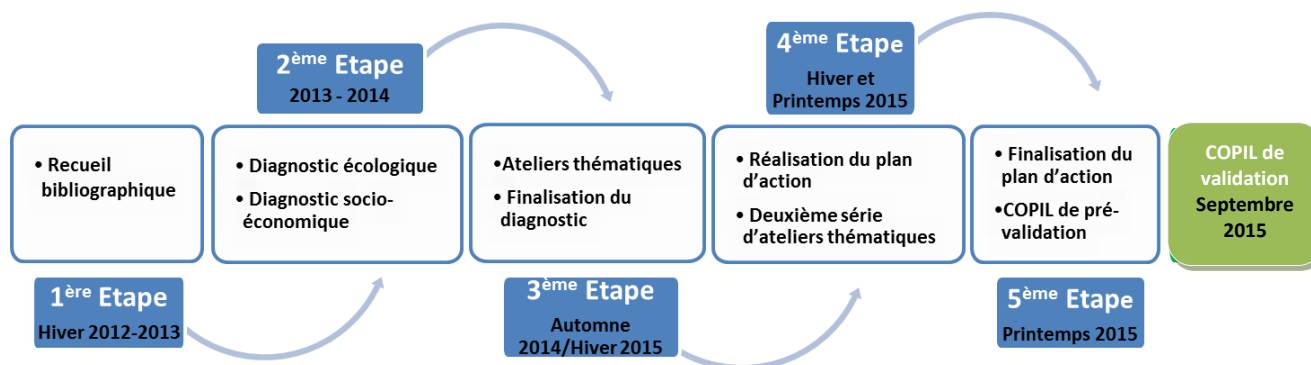 1ère Etape
Hiver 2012-2013
• Recueil
bibliographique
2ème Etape
2013 - 2014
• Diagnostic écologique
• Diagnostic socio-
économique
3ème Etape
Automne
2014/Hiver 2015
•Ateliers thématiques
• Finalisation du
diagnostic
4ème Etape
Hiver et
Printemps 2015
• Réalisation du plan
d’action
• Deuxième série
d’ateliers thématiques
5ème Etape
Printemps 2015
• Finalisation du
plan d’action
•COPIL de pré-
validation
COPIL de
validation
Septembre
2015